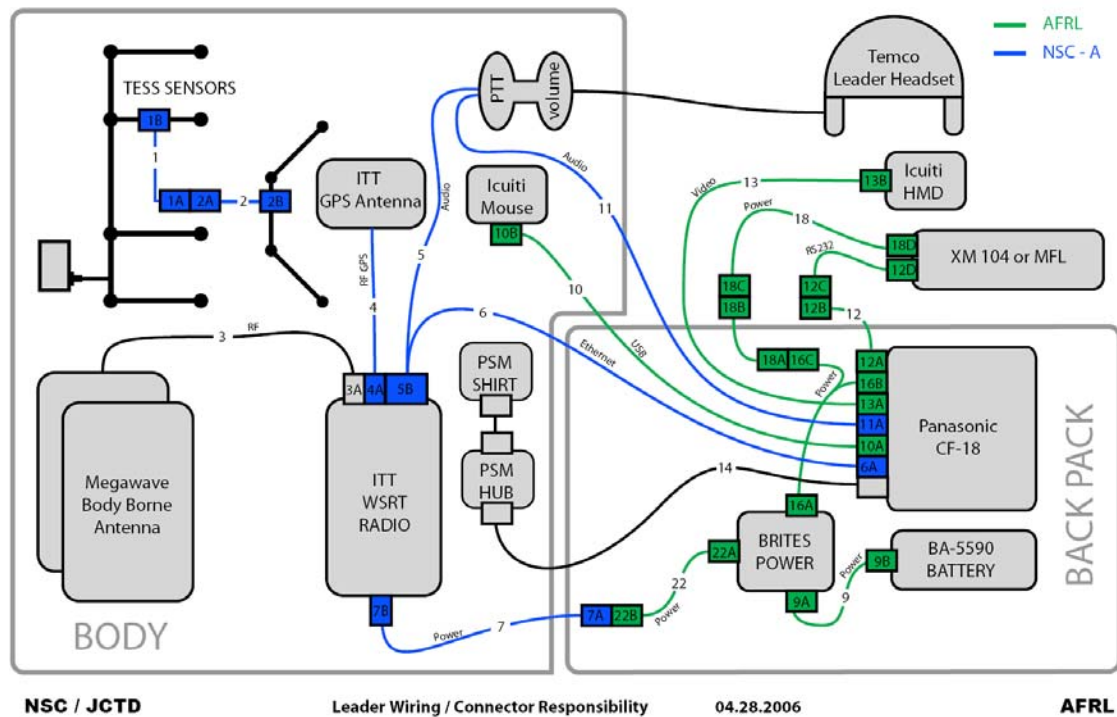 AFRL
NSC - A
TESS SENSORS
1B
1
1A 2A
2
2B
PTT
volume
Temco
Leader Headset
ITT
GPS Antenna
Icuiti
Mouse
10B
Audio
5
Audio
11
Video
13
13B
Icuiti
HMD
Power
18
RS232
18D
12D
XM 104 or MFL
18C
18B
12C
12B
12
RF GPS
4
10
USB
6
Ethernet
3
RF
3A 4A 5B
PSM
SHIRT
PSM
HUB
14
18A 16C
Power
12A
16B
13A
11A
10A
6A
Panasonic
CF-18
Megawave
Body Borne
Antenna
ITT
WSRT
RADIO
7B
Power
7
7A 22B
22
Power
22A
16A
BRITES
POWER
9A
Power
9
9B
BA-5590
BATTERY
BODY
BACK PACK
NSC / JCTD
Leader Wiring / Connector Responsibility
04.28.2006
AFRL